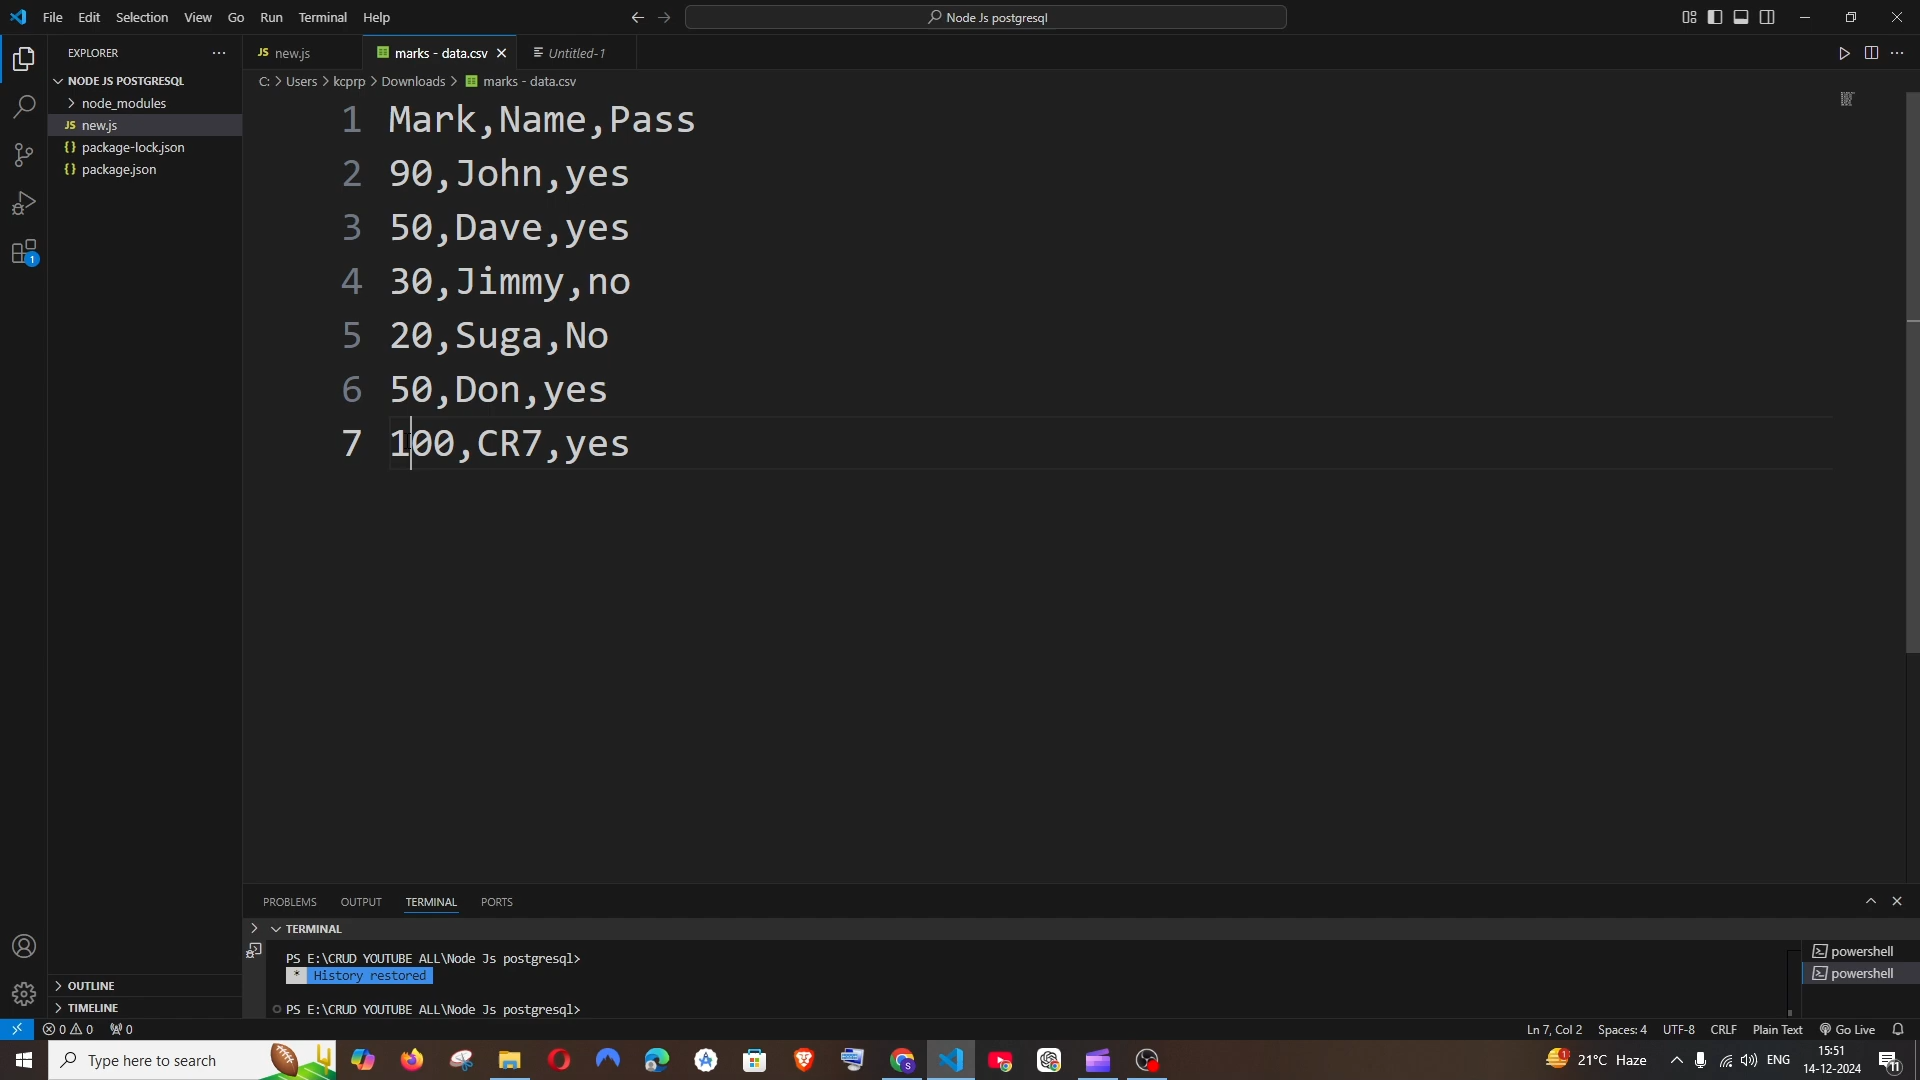 File Edit Selection View Go Run Terminal Help
Node Js postgresql
EXPLORER
NODE JS POSTGRESQL
node_modules
JS new.js
{} package-lock.json
{} package.json
OUTLINE
TIMELINE
JS new.js
marks - data.csv
Untitled-1
C: > Users > kcprp > Downloads > marks - data.csv
1 Mark,Name,Pass
2 90,John,yes
3 50,Dave,yes
4 30,Jimmy,no
5 20,Suga,No
6 50,Don,yes
7 100,CR7,yes
PROBLEMS OUTPUT TERMINAL PORTS
TERMINAL
PS E:\CRUD YOUTUBE ALL\Node Js postgresql>
* History restored
PS E:\CRUD YOUTUBE ALL\Node Js postgresql>
powershell
powershell
1
0 0 0
Ln 7, Col 2 Spaces: 4 UTF-8 CRLF Plain Text Go Live
Type here to search
1 21°C Haze
ENG
15:51
14-12-2024
11